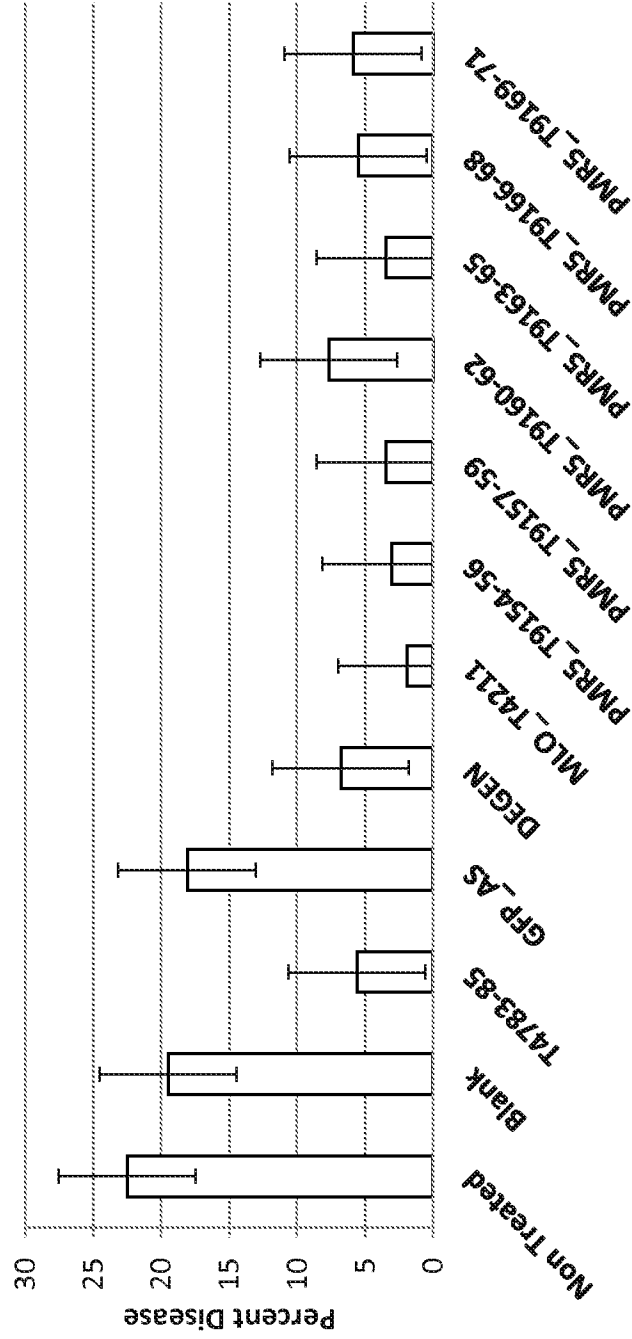 Percent Disease
30
25
20
15
10
5
0
Non Treated
Blank
T4783-85
GFP_AS
DEGEN
MLO_T4211
PMR5_T9154-56
PMR5_T9157-59
PMR5_T9160-62
PMR5_T9163-65
PMR5_T9166-68
PMR5_T9169-71